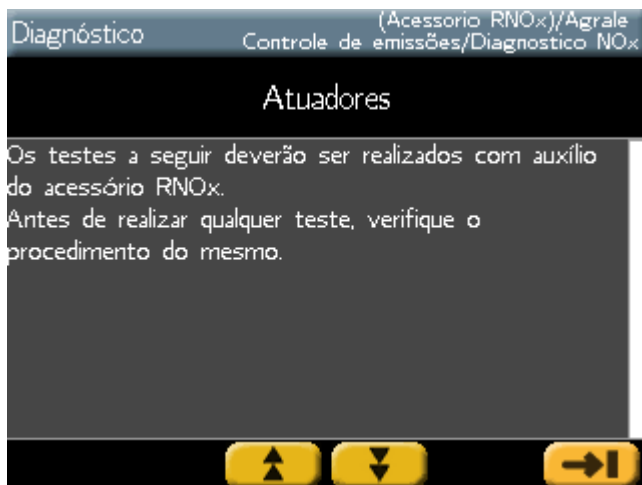 Diagnóstico
(Acessorio RNOx)/Agrale
Controle de emissões/Diagnostico NOx
Atuadores
Os testes a seguir deverão ser realizados com auxílio
do acessório RNOx.
Antes de realizar qualquer teste, verifique o
procedimento do mesmo.